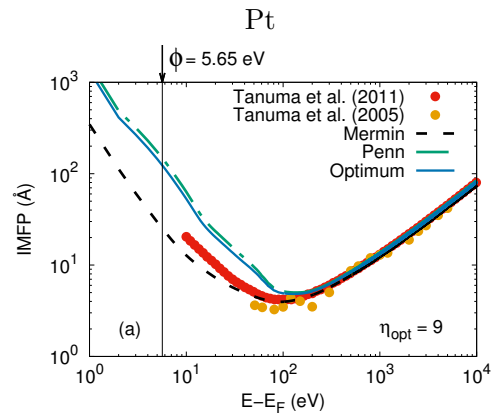 Pt
ϕ = 5.65 eV
Tanuma et al. (2011)
Tanuma et al. (2005)
Mermin
Penn
Optimum
IMFP (Å)
10³
10²
10¹
10⁰
(a)
η_opt = 9
10⁰ 10¹ 10² 10³ 10⁴
E−E_F (eV)